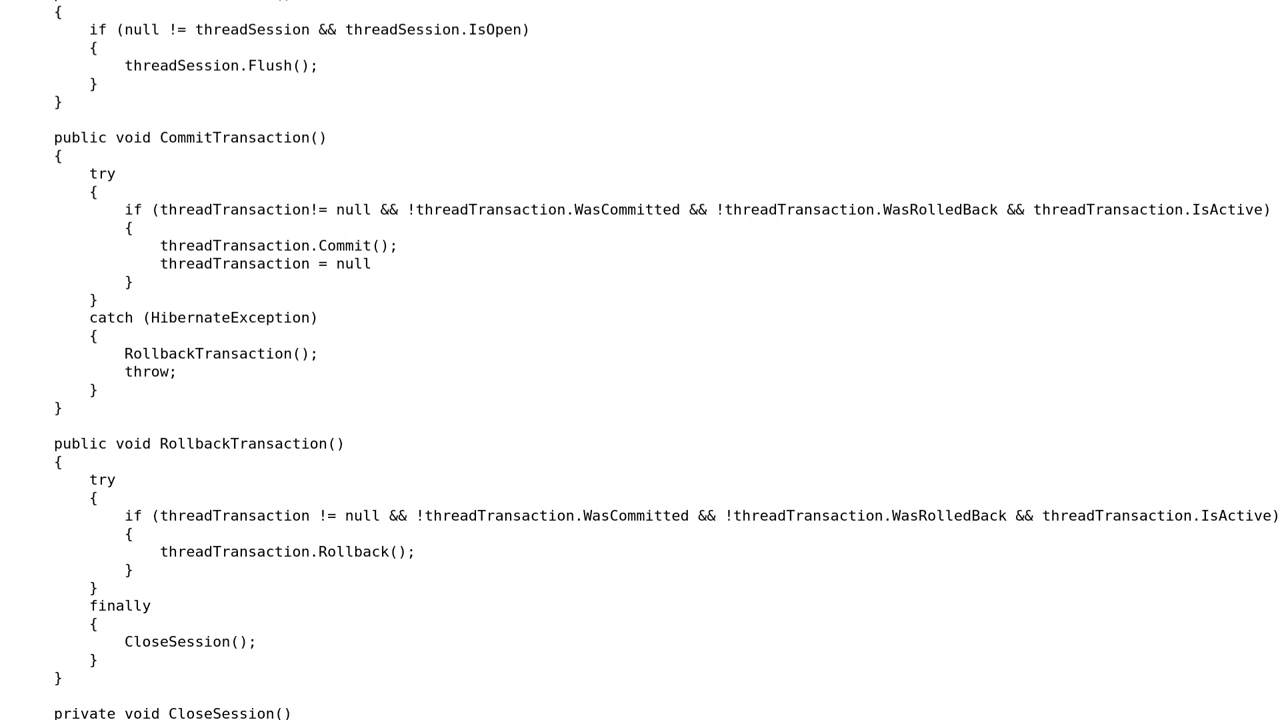 {
if (null != threadSession && threadSession.IsOpen)
{
threadSession.Flush();
}
}
public void CommitTransaction()
{
try
{
if (threadTransaction!= null && !threadTransaction.WasCommitted && !threadTransaction.WasRolledBack && threadTransaction.IsActive)
{
threadTransaction.Commit();
threadTransaction = null
}
}
catch (HibernateException)
{
RollbackTransaction();
throw;
}
}
public void RollbackTransaction()
{
try
{
if (threadTransaction != null && !threadTransaction.WasCommitted && !threadTransaction.WasRolledBack && threadTransaction.IsActive)
{
threadTransaction.Rollback();
}
}
finally
{
CloseSession();
}
}
private void CloseSession()